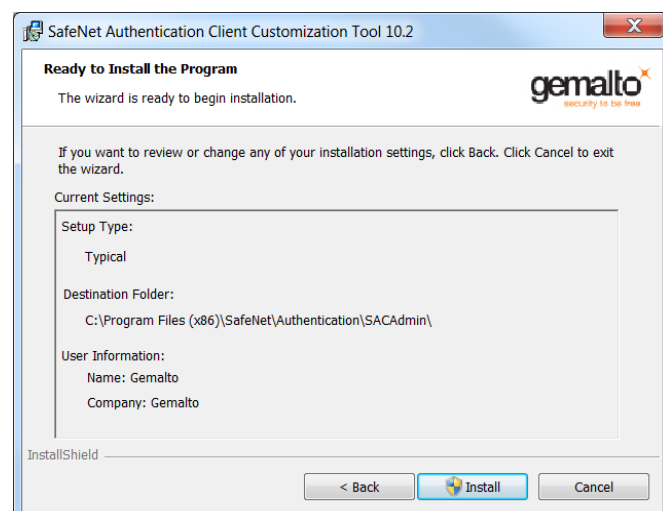 SafeNet Authentication Client Customization Tool 10.2
X
Ready to Install the Program
The wizard is ready to begin installation.
gemalto
security to be free
If you want to review or change any of your installation settings, click Back. Click Cancel to exit
the wizard.
Current Settings:
Setup Type:
Typical
Destination Folder:
C:\Program Files (x86)\SafeNet\Authentication\SACAdmin\
User Information:
Name: Gemalto
Company: Gemalto
InstallShield
< Back
Install
Cancel